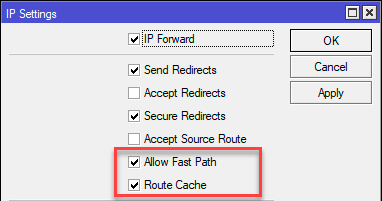 IP Settings
IP Forward
OK
Send Redirects
Cancel
Accept Redirects
Apply
Secure Redirects
Accept Source Route
Allow Fast Path
Route Cache